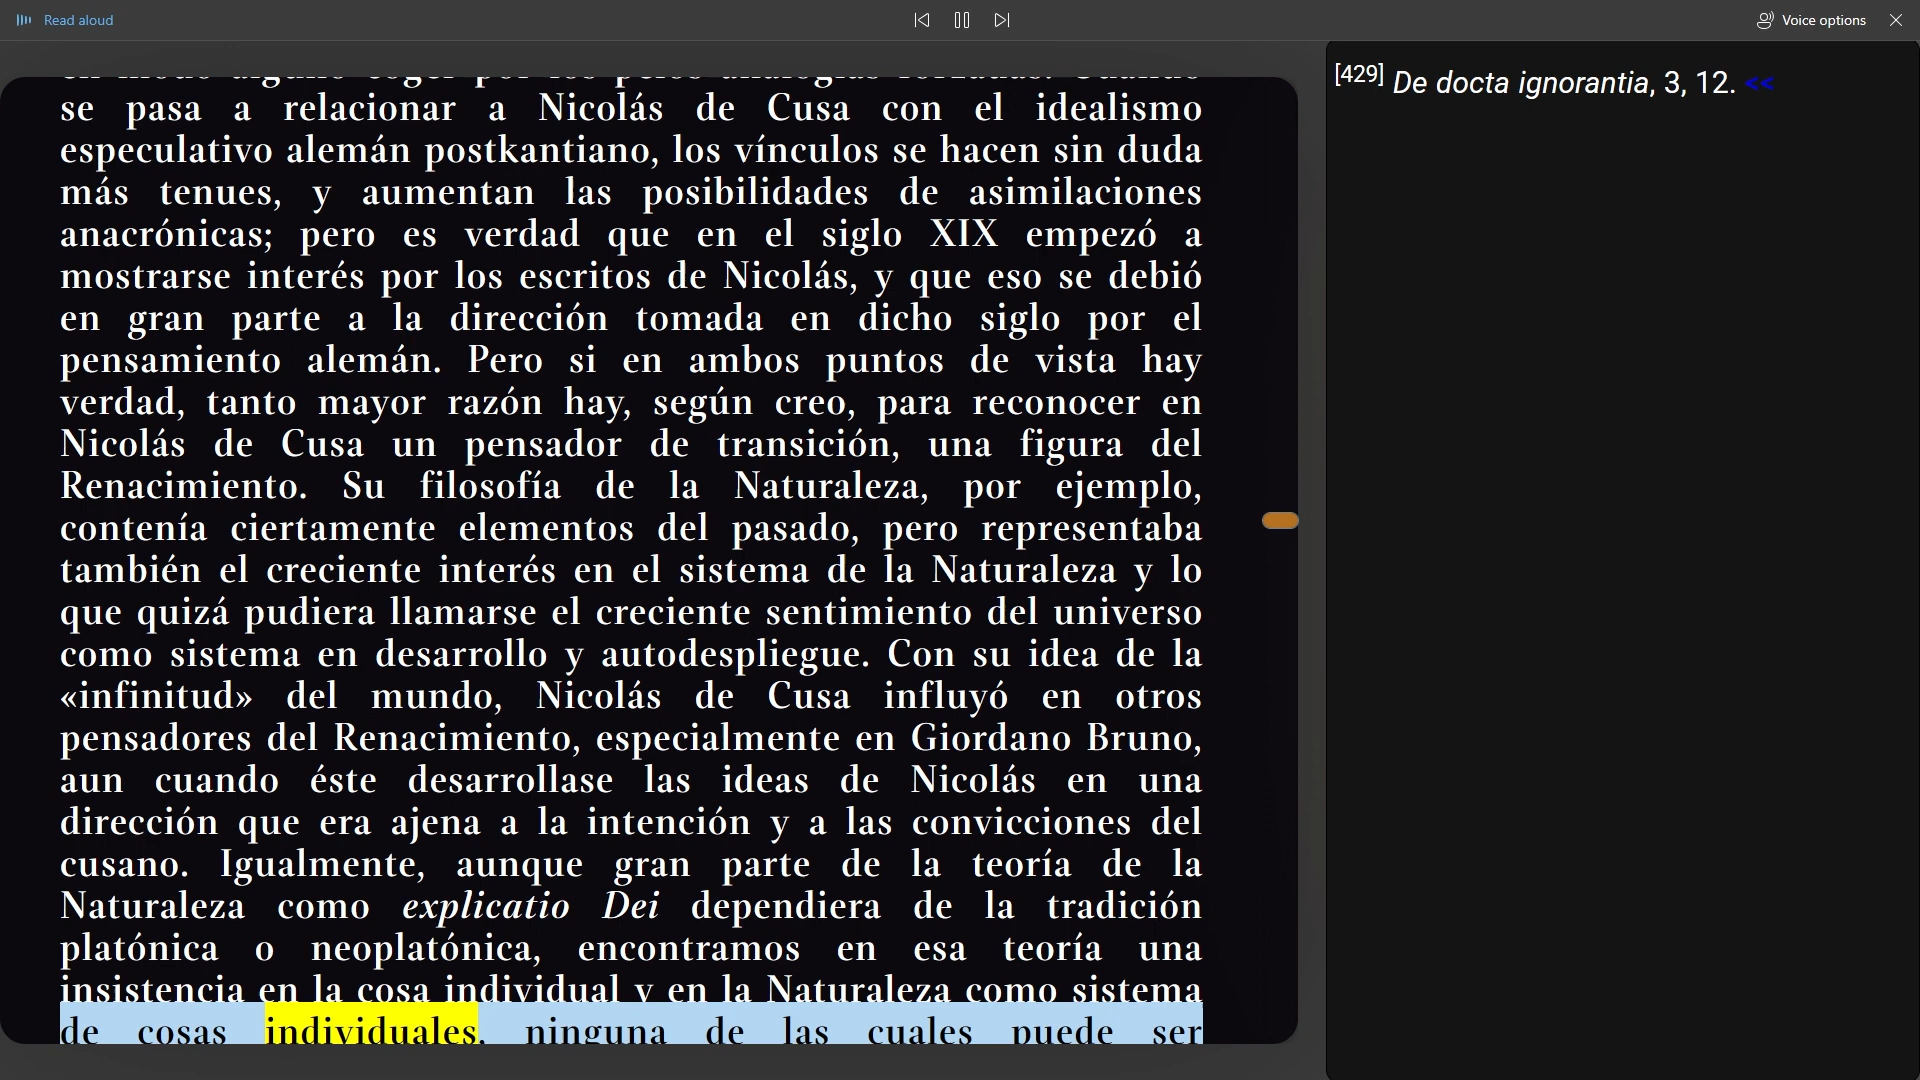 Read aloud
Voice options
en modo alguno coger por los pelos analogías forzadas. Cuando
se pasa a relacionar a Nicolás de Cusa con el idealismo
especulativo alemán postkantiano, los vínculos se hacen sin duda
más tenues, y aumentan las posibilidades de asimilaciones
anacrónicas; pero es verdad que en el siglo XIX empezó a
mostrarse interés por los escritos de Nicolás, y que eso se debió
en gran parte a la dirección tomada en dicho siglo por el
pensamiento alemán. Pero si en ambos puntos de vista hay
verdad, tanto mayor razón hay, según creo, para reconocer en
Nicolás de Cusa un pensador de transición, una figura del
Renacimiento. Su filosofía de la Naturaleza, por ejemplo,
contenía ciertamente elementos del pasado, pero representaba
también el creciente interés en el sistema de la Naturaleza y lo
que quizá pudiera llamarse el creciente sentimiento del universo
como sistema en desarrollo y autodespliegue. Con su idea de la
«infinitud» del mundo, Nicolás de Cusa influyó en otros
pensadores del Renacimiento, especialmente en Giordano Bruno,
aun cuando éste desarrollase las ideas de Nicolás en una
dirección que era ajena a la intención y a las convicciones del
cusano. Igualmente, aunque gran parte de la teoría de la
Naturaleza como explicatio Dei dependiera de la tradición
platónica o neoplatónica, encontramos en esa teoría una
insistencia en la cosa individual y en la Naturaleza como sistema
de cosas individuales, ninguna de las cuales puede ser
[429] De docta ignorantia, 3, 12. <<